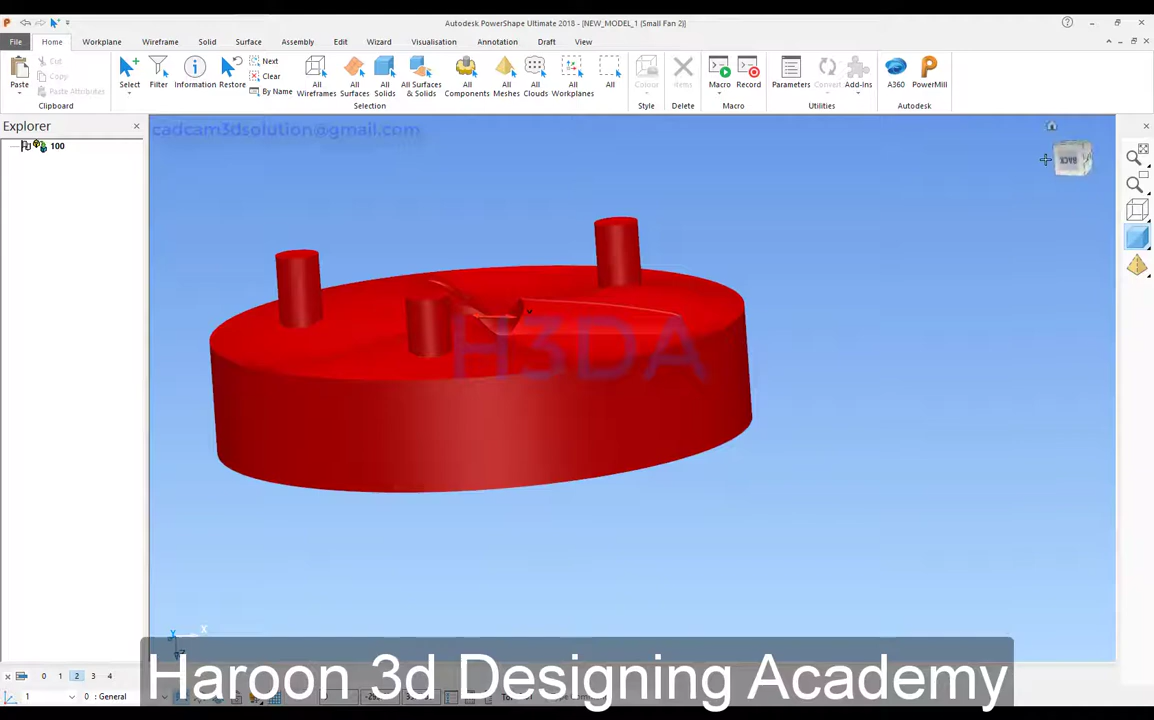 Autodesk PowerShape Ultimate 2018 - [NEW_MODEL_1 (Small Fan 2)]
File Home Workplane Wireframe Solid Surface Assembly Edit Wizard Visualisation Annotation Draft View
Paste
Cut
Copy
Paste Attributes
Clipboard
Select
Filter
Information
Restore
Next
Clear
By Name
All Wireframes
All Surfaces
All Solids
All Surfaces & Solids
All Components
All Meshes
All Clouds
All Workplanes
All
Selection
Colour
Style
Items
Delete
Macro
Record
Macro
Parameters
Convert
Add-Ins
Utilities
A360
PowerMill
Autodesk
Explorer
100
cadcam3dsolution@gmail.com
BACK
H3DA
X
Y
Z
0 1 2 3 4
1
0 : General
Haroon 3d Designing Academy